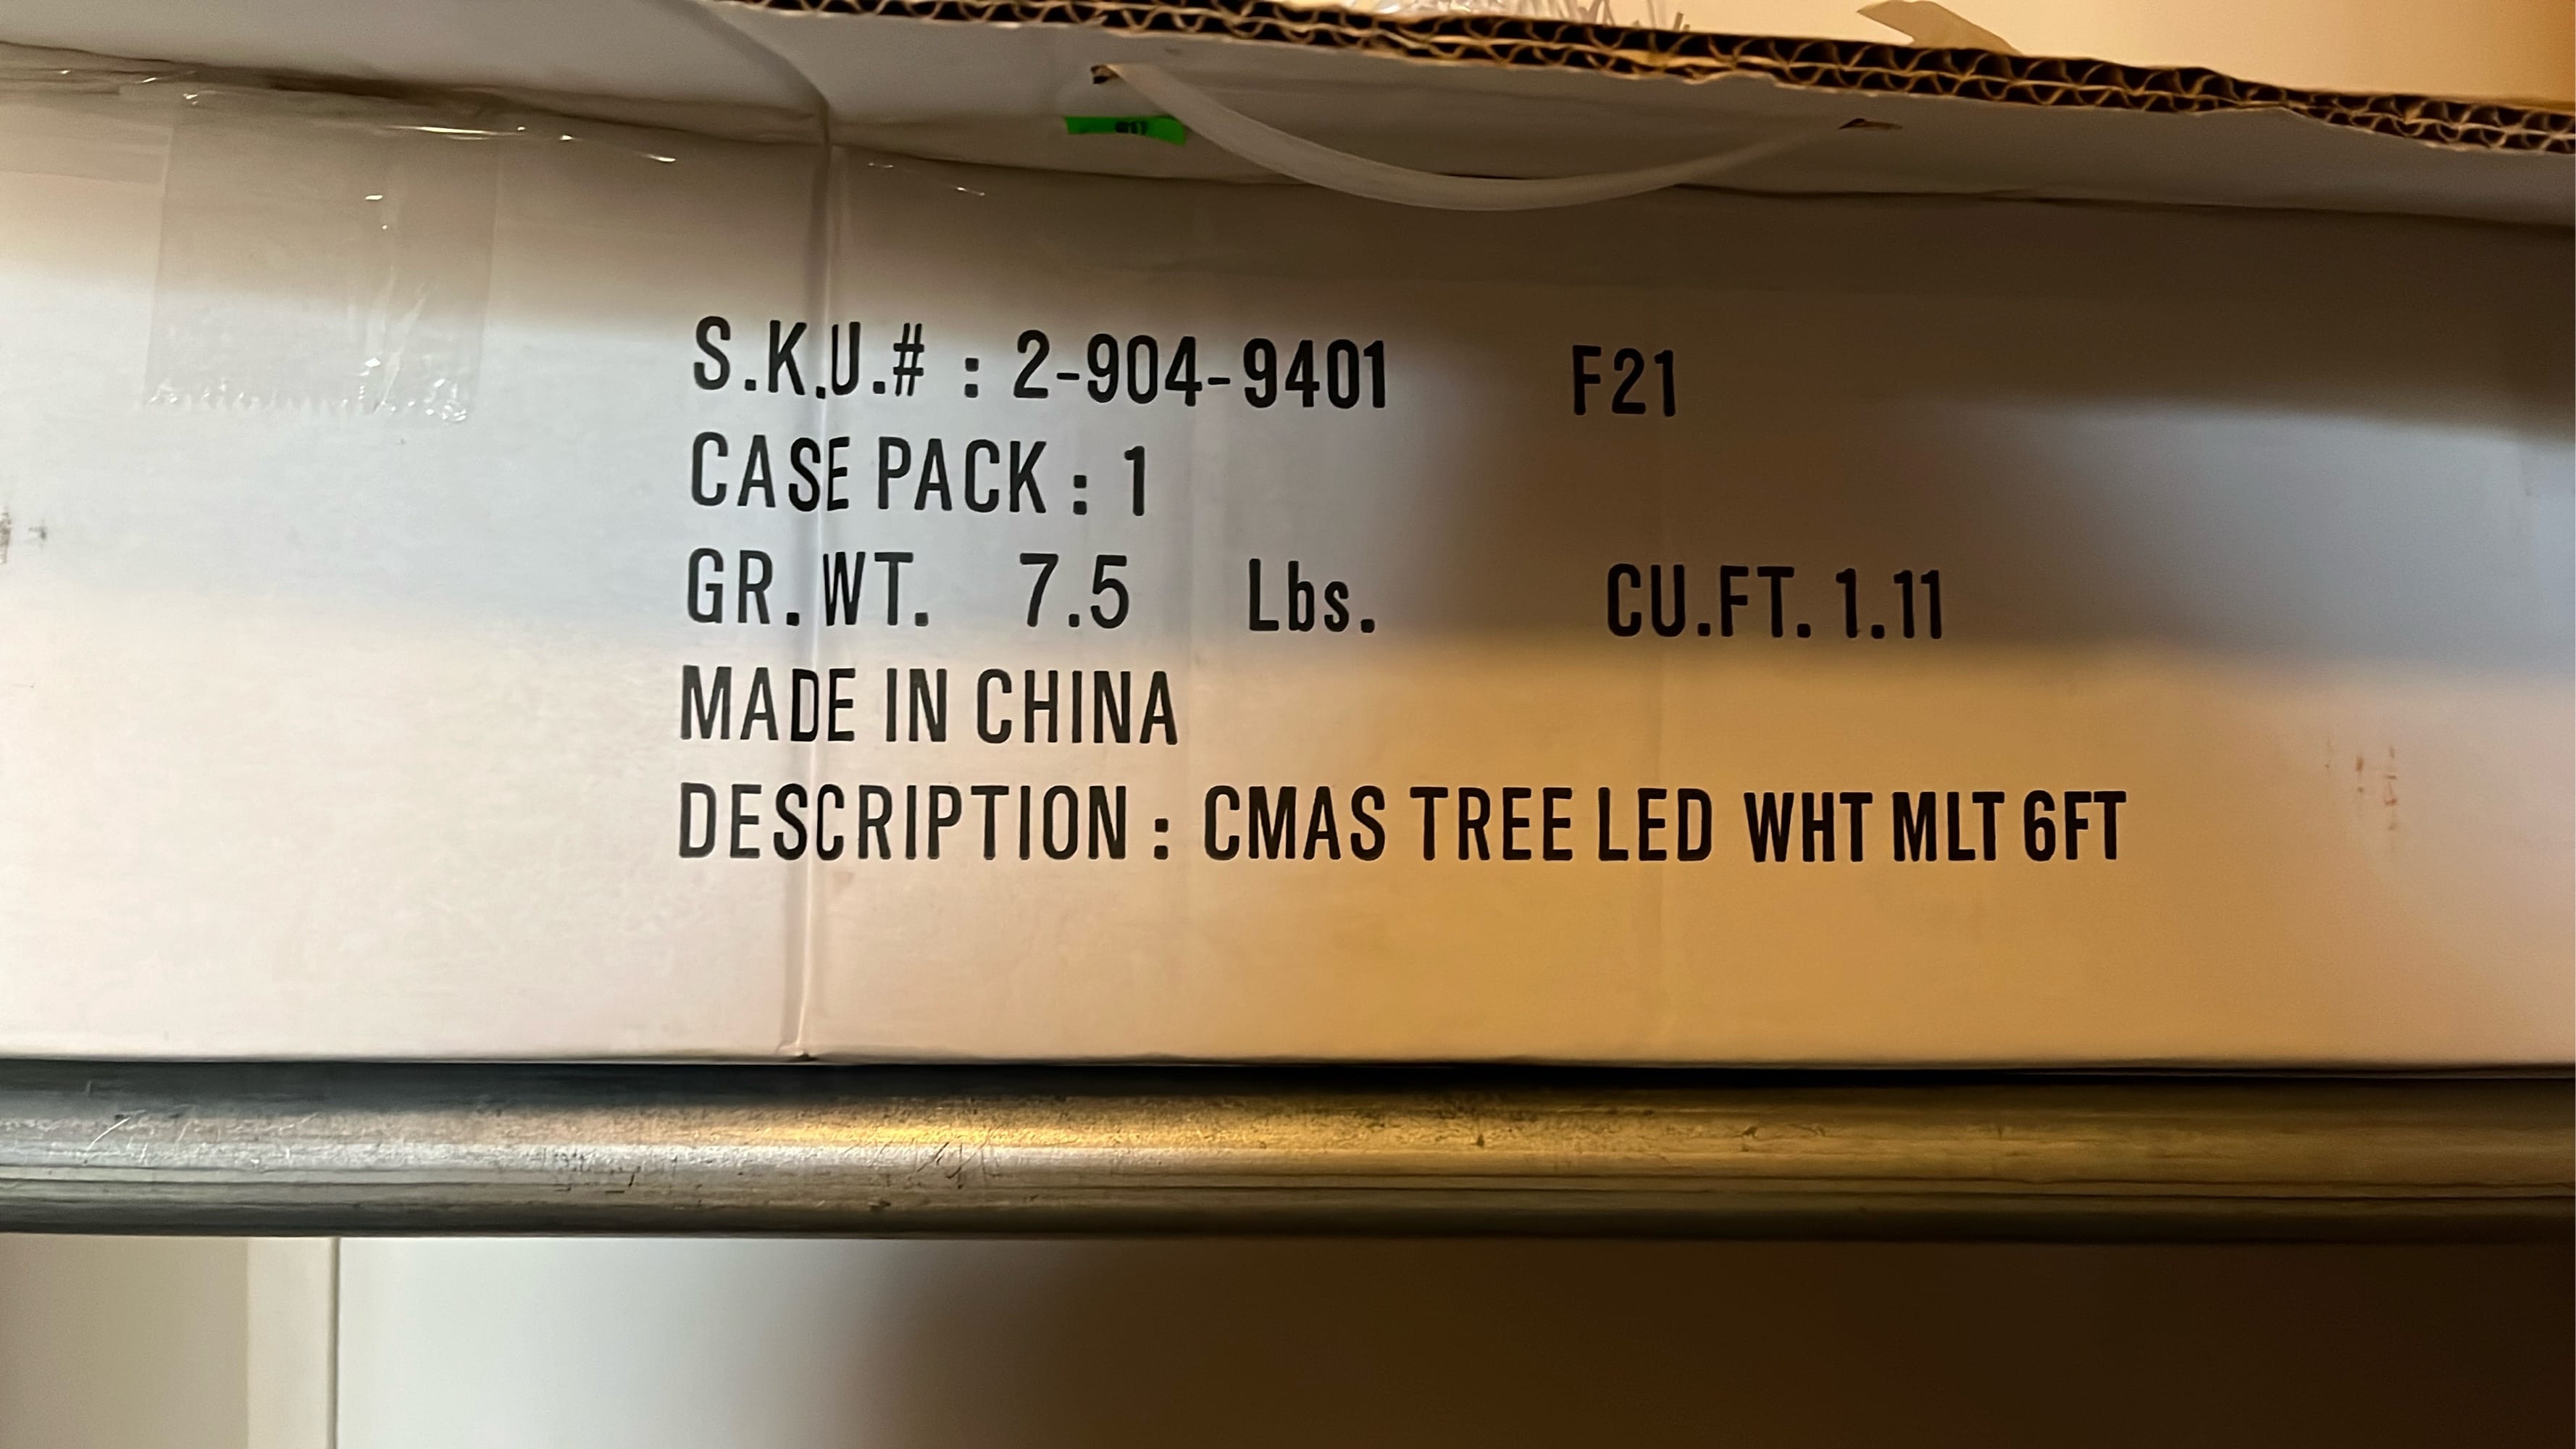 S.K.U.# : 2-904-9401 F21
CASE PACK : 1
GR. WT. 7.5 Lbs. CU.FT. 1.11
MADE IN CHINA
DESCRIPTION : CMAS TREE LED WHT MLT 6FT